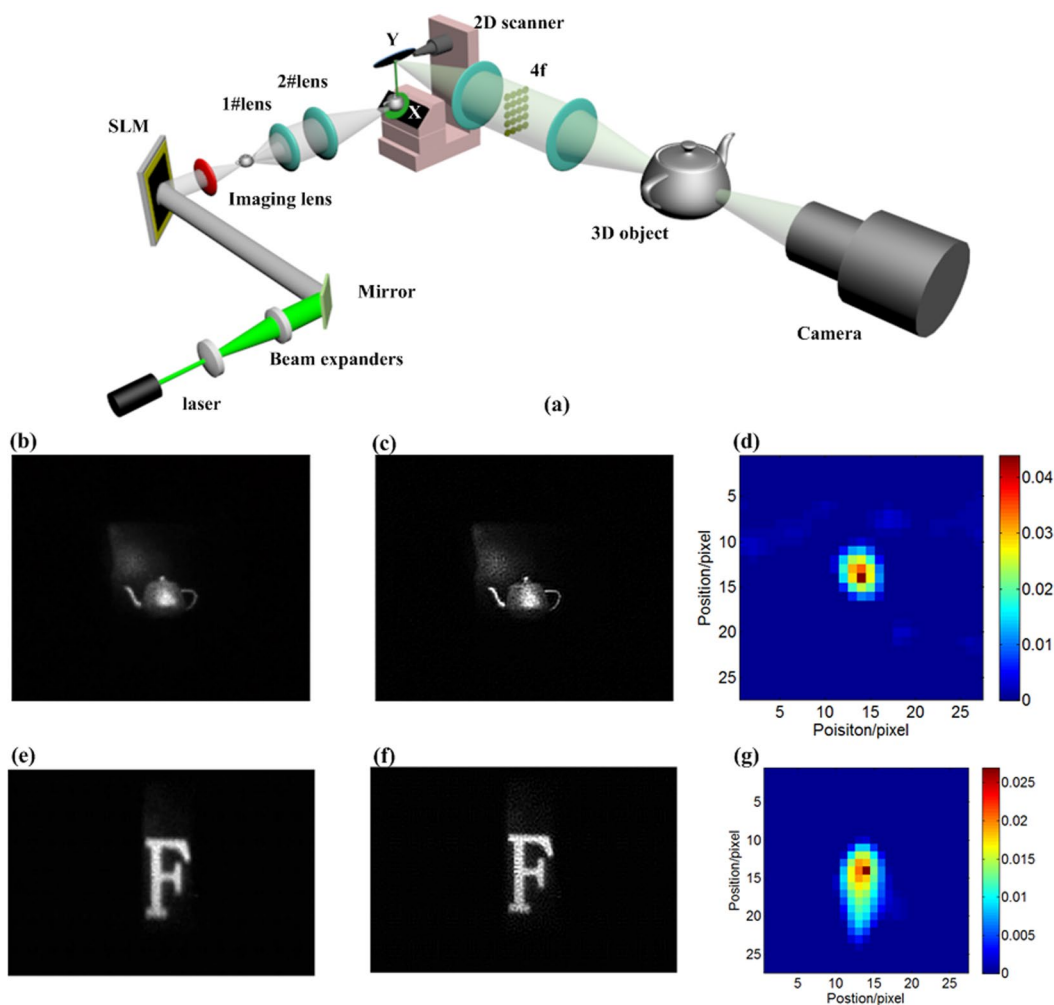 2D scanner
Y
4f
2#lens
1#lens
X
SLM
Imaging lens
3D object
Mirror
Camera
Beam expanders
laser
(a)
(b)
(c)
(d)
5
10
15
20
25
Position/pixel
5 10 15 20 25
Poisiton/pixel
0.04
0.03
0.02
0.01
0
(e)
(f)
(g)
5
10
15
20
25
Position/pixel
5 10 15 20 25
Postion/pixel
0.025
0.02
0.015
0.01
0.005
0
F
F